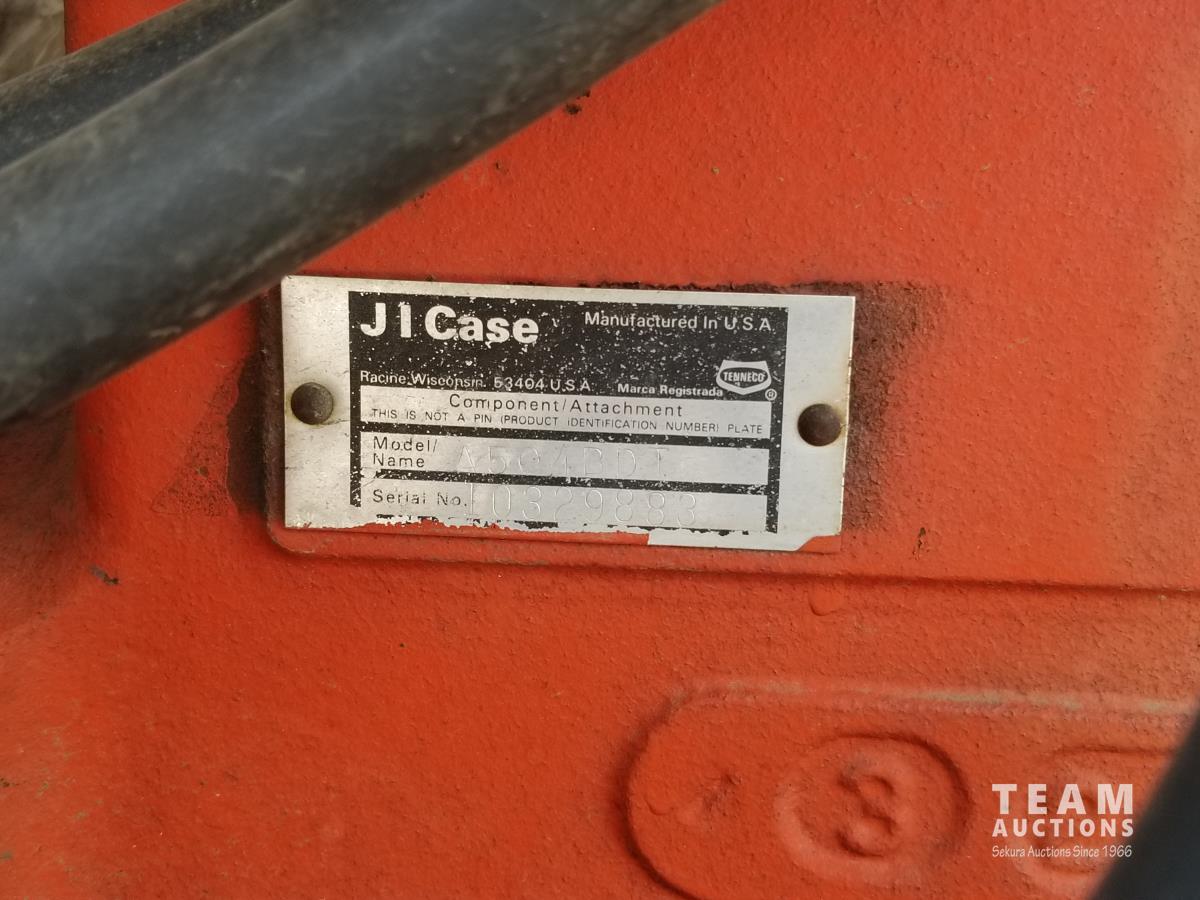 J I Case
Manufactured In U.S.A.
Racine, Wisconsin 53404 U.S.A.
Marca Registrada
TENNECO
®
Component/Attachment
THIS IS NOT A PIN (PRODUCT IDENTIFICATION NUMBER) PLATE
Model/
Name A504BDT
Serial No. 10329883
3
TEAM
AUCTIONS
Sekura Auctions Since 1966